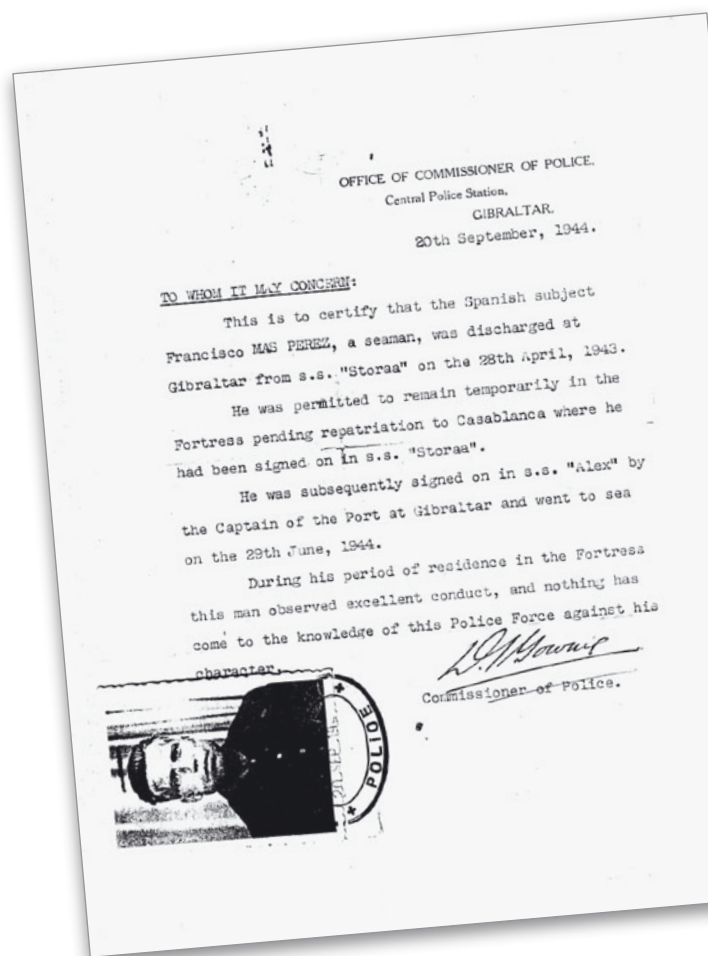 OFFICE OF COMMISSIONER OF POLICE.
Central Police Station,
GIBRALTAR.
20th September, 1944.
TO WHOM IT MAY CONCERN:
This is to certify that the Spanish subject
Francisco MAS PEREZ, a seaman, was discharged at
Gibraltar from s.s. "Storaa" on the 28th April, 1943.
He was permitted to remain temporarily in the
Fortress pending repatriation to Casablanca where he
had been signed on in s.s. "Storaa".
He was subsequently signed on in s.s. "Alex" by
the Captain of the Port at Gibraltar and went to sea
on the 29th June, 1944.
During his period of residence in the Fortress
this man observed excellent conduct, and nothing has
come to the knowledge of this Police Force against his
character.
Commissioner of Police.
POLICE